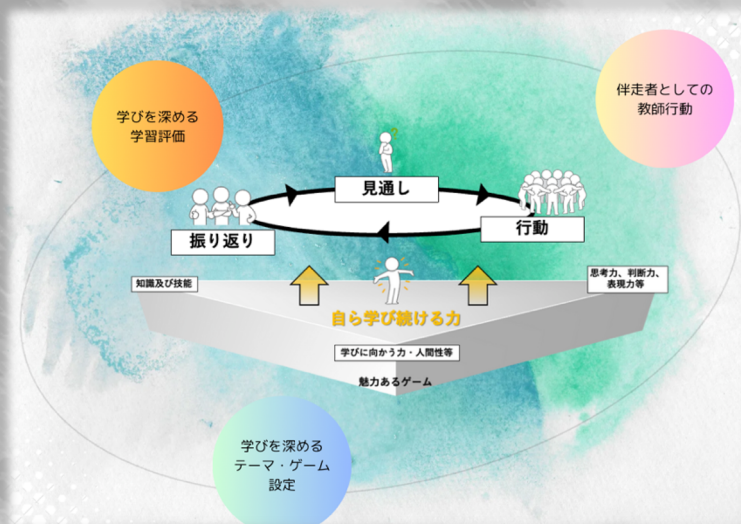 伴走者としての
教師行動
学びを深める
学習評価
見通し
振り返り
行動
知識及び技能
思考力、判断力、
表現力等
自ら学び続ける力
学びに向かう力・人間性等
魅力あるゲーム
学びを深める
テーマ・ゲーム
設定